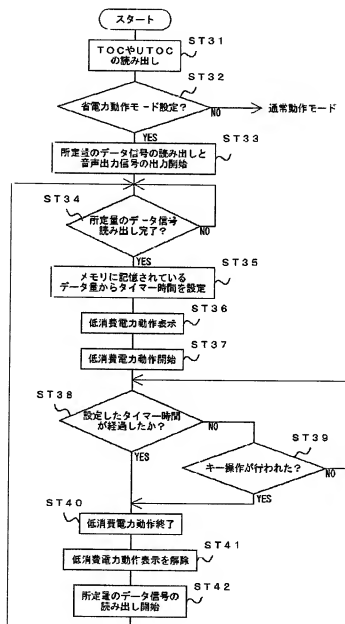 スタート
ST31
TOCやUTOC
の読み出し
ST32
省電力動作モード設定?
NO
通常動作モード
YES
ST33
所定量のデータ信号の読み出しと
音声出力信号の出力開始
ST34
所定量のデータ信号
読み出し完了?
NO
YES
ST35
メモリに記憶されている
データ量からタイマー時間を設定
ST36
低消費電力動作表示
ST37
低消費電力動作開始
ST38
設定したタイマー時間
が経過したか?
NO
ST39
YES
キー操作が行われた?
NO
YES
ST40
低消費電力動作終了
ST41
低消費電力動作表示を解除
ST42
所定量のデータ信号の
読み出し開始